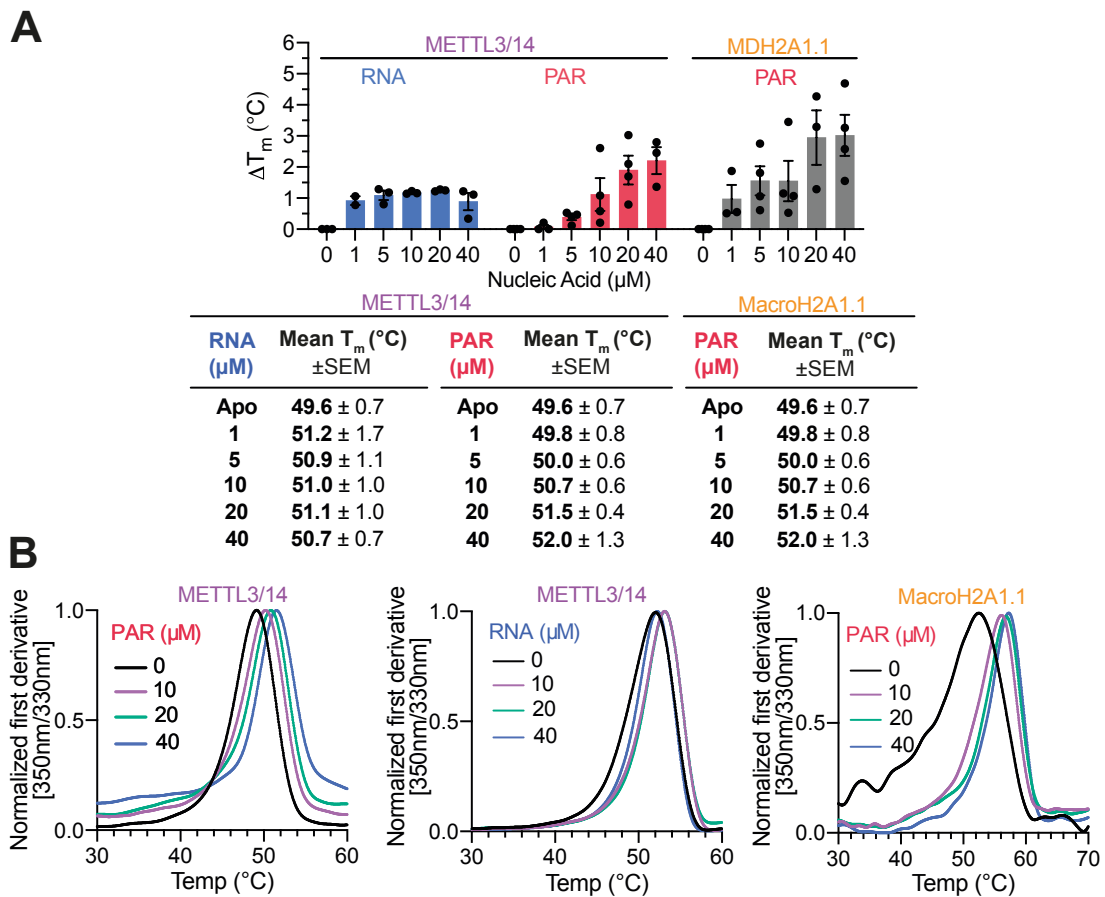 A
METTL3/14 MDH2A1.1
RNA PAR PAR
ΔTm (°C)
6
5
4
3
2
1
0
0 1 5 10 20 40 0 1 5 10 20 40 0 1 5 10 20 40
Nucleic Acid (µM)
METTL3/14 MacroH2A1.1
RNA (µM) Mean Tm (°C) ±SEM PAR (µM) Mean Tm (°C) ±SEM PAR (µM) Mean Tm (°C) ±SEM
Apo 49.6 ± 0.7 Apo 49.6 ± 0.7 Apo 49.6 ± 0.7
1 51.2 ± 1.7 1 49.8 ± 0.8 1 49.8 ± 0.8
5 50.9 ± 1.1 5 50.0 ± 0.6 5 50.0 ± 0.6
10 51.0 ± 1.0 10 50.7 ± 0.6 10 50.7 ± 0.6
20 51.1 ± 1.0 20 51.5 ± 0.4 20 51.5 ± 0.4
40 50.7 ± 0.7 40 52.0 ± 1.3 40 52.0 ± 1.3
B
METTL3/14
Normalized first derivative
[350nm/330nm]
1.0
0.5
0.0
PAR (µM)
0
10
20
40
30 40 50 60
Temp (°C)
METTL3/14
Normalized first derivative
[350nm/330nm]
1.0
0.5
0.0
RNA (µM)
0
10
20
40
30 40 50 60
Temp (°C)
MacroH2A1.1
Normalized first derivative
[350nm/330nm]
1.0
0.5
0.0
PAR (µM)
0
10
20
40
30 40 50 60 70
Temp (°C)